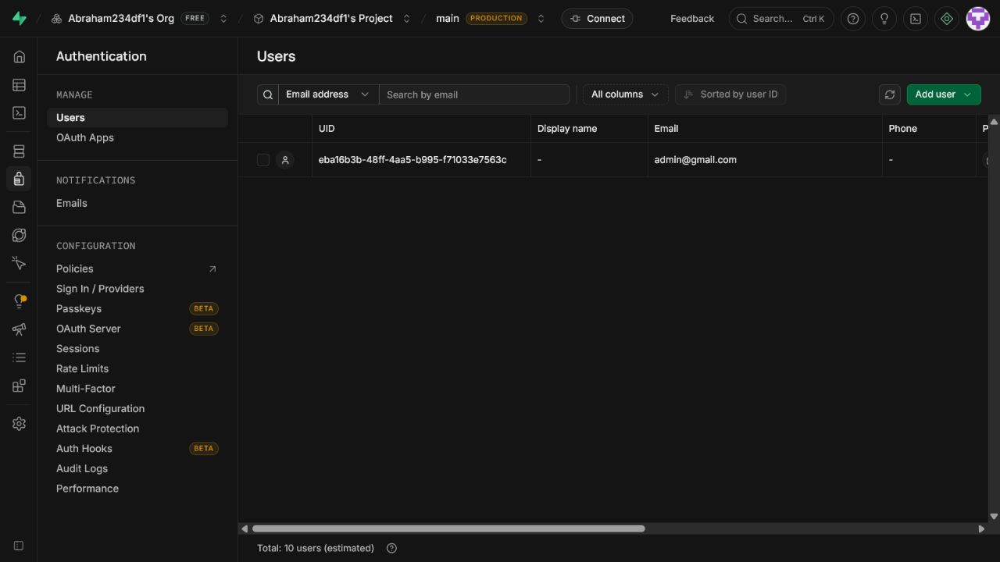 Abraham234df1's Org FREE Abraham234df1's Project main PRODUCTION Connect Feedback Search... Ctrl K
Authentication
MANAGE
Users
OAuth Apps
NOTIFICATIONS
Emails
CONFIGURATION
Policies
Sign In / Providers
Passkeys BETA
OAuth Server BETA
Sessions
Rate Limits
Multi-Factor
URL Configuration
Attack Protection
Auth Hooks BETA
Audit Logs
Performance
Users
Email address Search by email All columns Sorted by user ID Add user
UID Display name Email Phone P
eba16b3b-48ff-4aa5-b995-f71033e7563c - admin@gmail.com -
Total: 10 users (estimated)